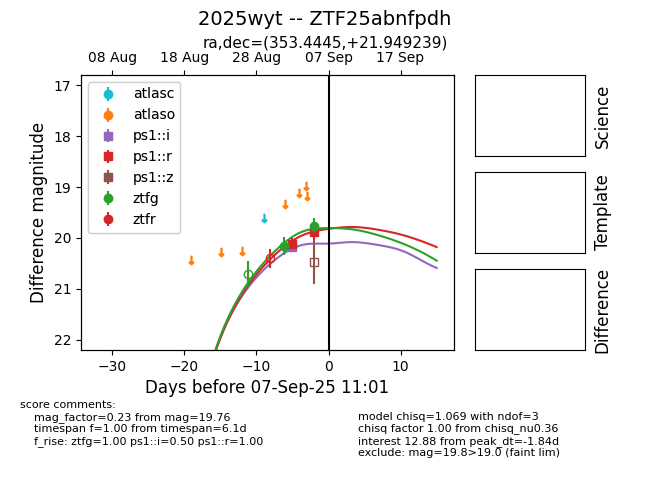 2025wyt -- ZTF25abnfpdh
ra,dec=(353.4445,+21.949239)
08 Aug 18 Aug 28 Aug 07 Sep 17 Sep
17
18
19
20
21
22
Difference magnitude
atlasc
atlaso
ps1::i
ps1::r
ps1::z
ztfg
ztfr
−30 −20 −10 0 10
Days before 07-Sep-25 11:01
Science
Template
Difference
score comments:
mag_factor=0.23 from mag=19.76
timespan f=1.00 from timespan=6.1d
f_rise: ztfg=1.00 ps1::i=0.50 ps1::r=1.00
model chisq=1.069 with ndof=3
chisq factor 1.00 from chisq_nu0.36
interest 12.88 from peak_dt=-1.84d
exclude: mag=19.8>19.0 (faint lim)